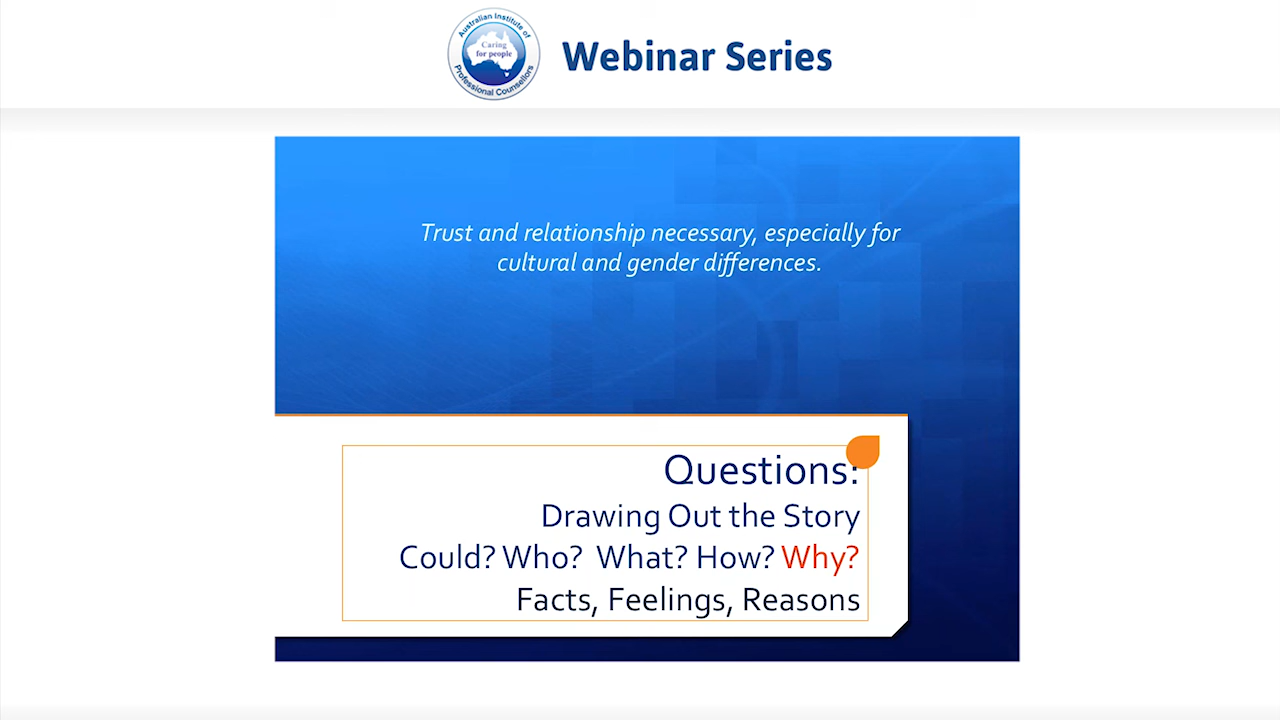 Australian Institute of
Caring
for people
Professional Counsellors
Webinar Series
Trust and relationship necessary, especially for
cultural and gender differences.
Questions:
Drawing Out the Story
Could? Who?  What? How? Why?
Facts, Feelings, Reasons